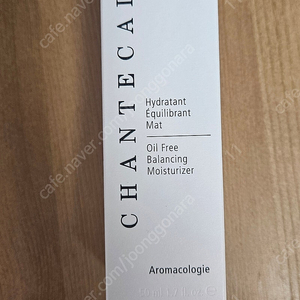 CHANTECAI
Hydratant
Équilibrant
Mat
Oil Free
Balancing
Moisturizer
Aromacologie
cafe.naver.com/joonggonara